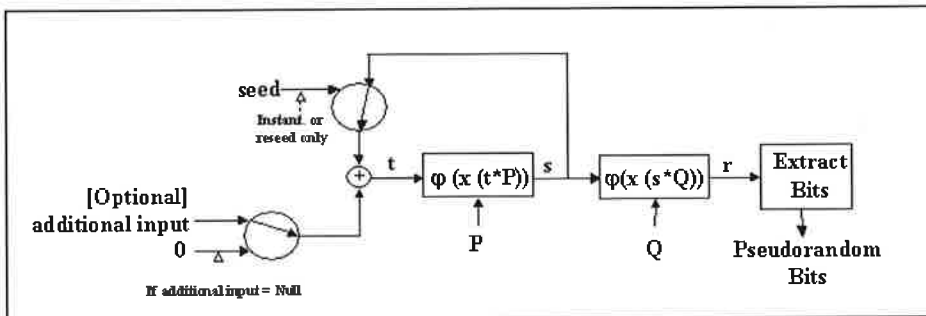 seed
Instant. or
reseed only
[Optional]
additional input
0
If additional input = Null
+
t
φ (x (t*P))
P
s
φ(x (s*Q))
Q
r
Extract
Bits
Pseudorandom
Bits